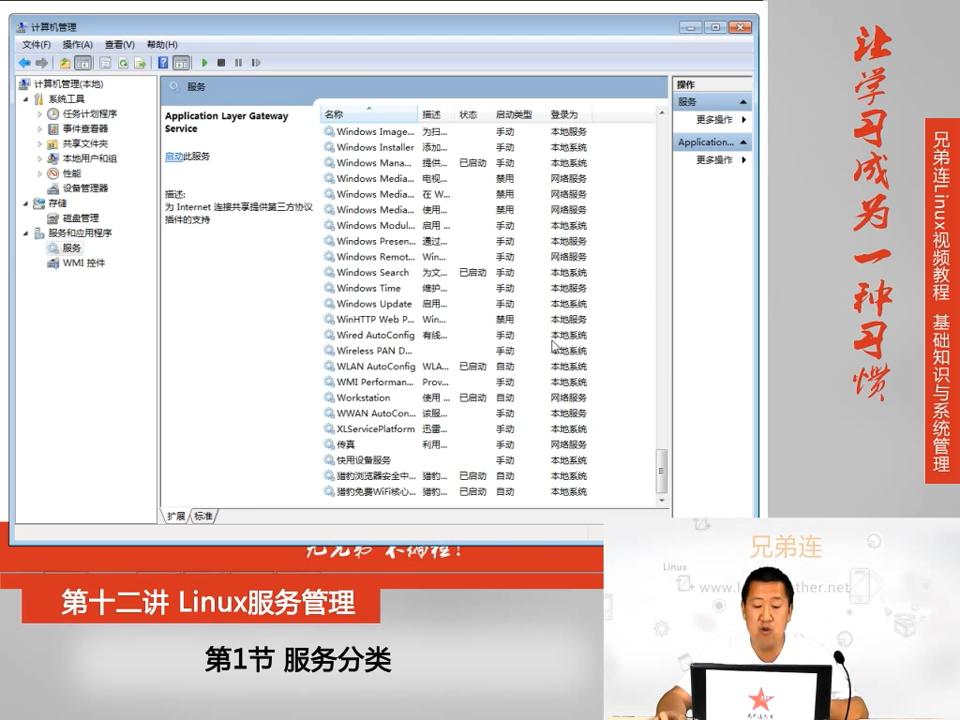 计算机管理
文件(F) 操作(A) 查看(V) 帮助(H)
计算机管理(本地)
系统工具
任务计划程序
事件查看器
共享文件夹
本地用户和组
性能
设备管理器
存储
磁盘管理
服务和应用程序
服务
WMI 控件
服务
Application Layer Gateway
Service
启动此服务
描述:
为 Internet 连接共享提供第三方协议
插件的支持
名称 描述 状态 启动类型 登录为
Windows Image... 为扫... 手动 本地服务
Windows Installer 添加... 手动 本地系统
Windows Mana... 提供... 已启动 手动 本地系统
Windows Media... 电视... 禁用 网络服务
Windows Media... 在 W... 禁用 网络服务
Windows Media... 使用... 禁用 网络服务
Windows Modul... 启用 ... 手动 本地系统
Windows Presen... 通过... 手动 本地服务
Windows Remot... Win... 手动 网络服务
Windows Search 为文... 已启动 手动 本地系统
Windows Time 维护... 手动 本地服务
Windows Update 启用... 手动 本地系统
WinHTTP Web P... Win... 禁用 本地服务
Wired AutoConfig 有线... 手动 本地系统
Wireless PAN D... 手动 本地系统
WLAN AutoConfig WLA... 已启动 自动 本地系统
WMI Performan... Prov... 手动 本地系统
Workstation 使用 ... 已启动 自动 网络服务
WWAN AutoCon... 该服... 手动 本地服务
XLServicePlatform 迅雷... 手动 本地系统
传真 利用... 手动 网络服务
快用设备服务 手动 本地系统
猎豹浏览器安全中... 猎豹... 已启动 自动 本地系统
猎豹免费WiFi核心... 猎豹... 已启动 自动 本地系统
扩展 标准
操作
服务
更多操作
Application...
更多操作
让学习成为一种习惯
兄弟连Linux视频教程 基础知识与系统管理
第十二讲 Linux服务管理
第1节 服务分类
兄弟连
Linux